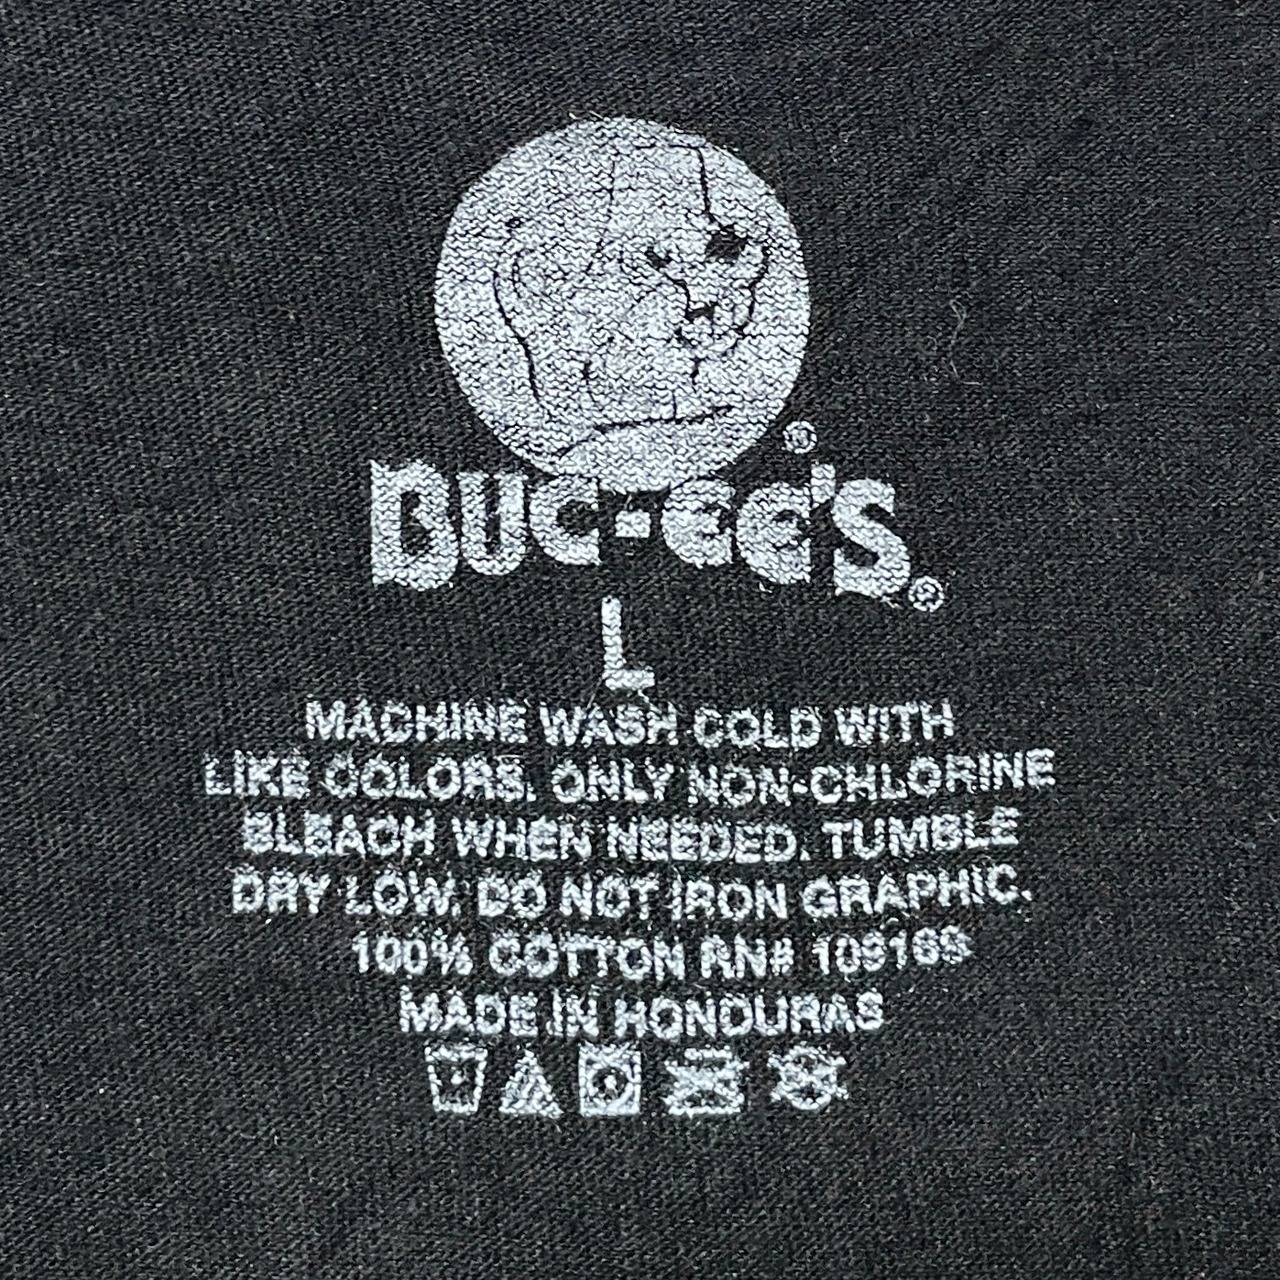 ®
BUC-EE'S®
L
MACHINE WASH COLD WITH
LIKE COLORS. ONLY NON-CHLORINE
BLEACH WHEN NEEDED. TUMBLE
DRY LOW. DO NOT IRON GRAPHIC.
100% COTTON RN#
MADE IN HONDURAS